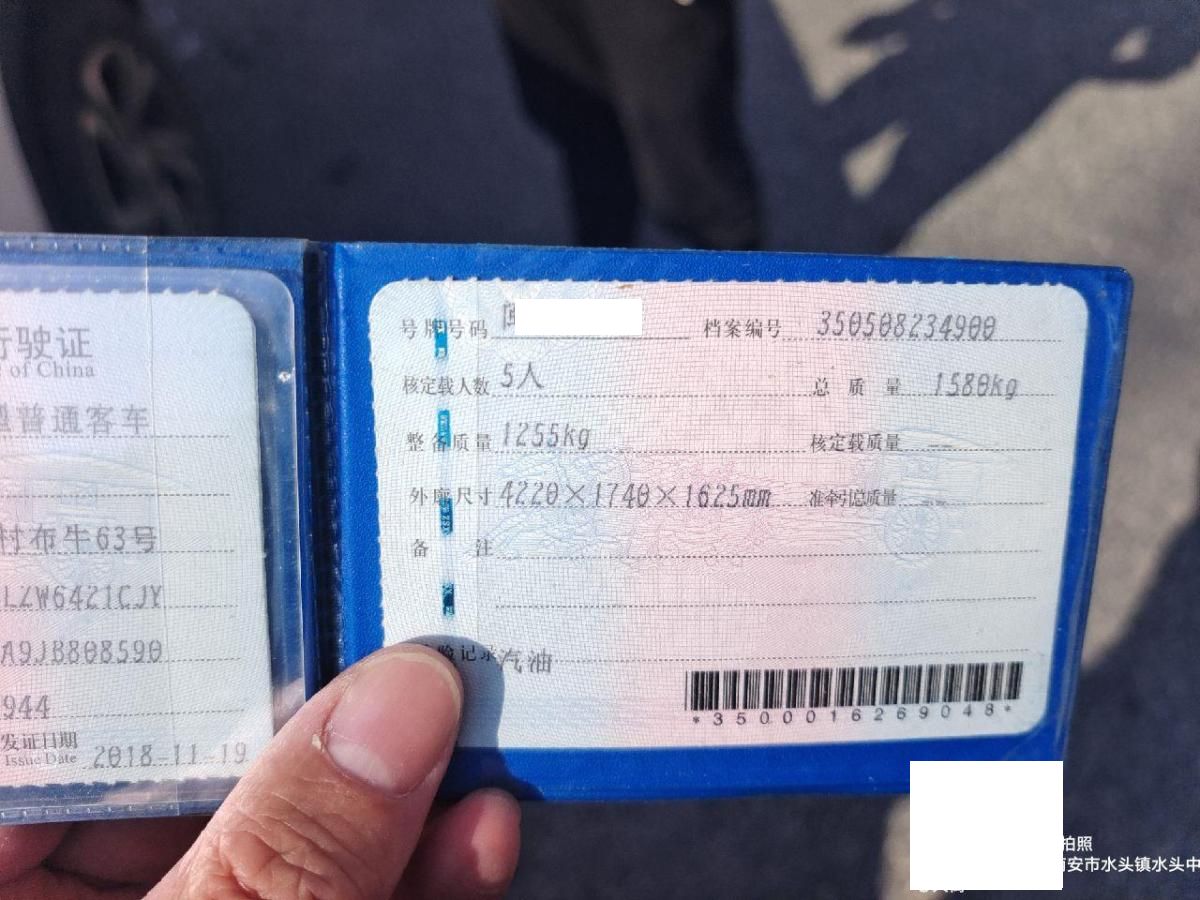 行驶证
of China
型普通客车
村布牛63号
LZW6421CJY
A9JB808590
944
发证日期
Issue Date 2018-11-19
号牌号码 闽
档案编号 350508234900
核定载人数 5人
总质量 1580kg
整备质量 1255kg
核定载质量 --
外廓尺寸 4220×1740×1625mm
准牵引总质量 --
备 注
检验记录 汽油
*3500016269048*
拍照
南安市水头镇水头中